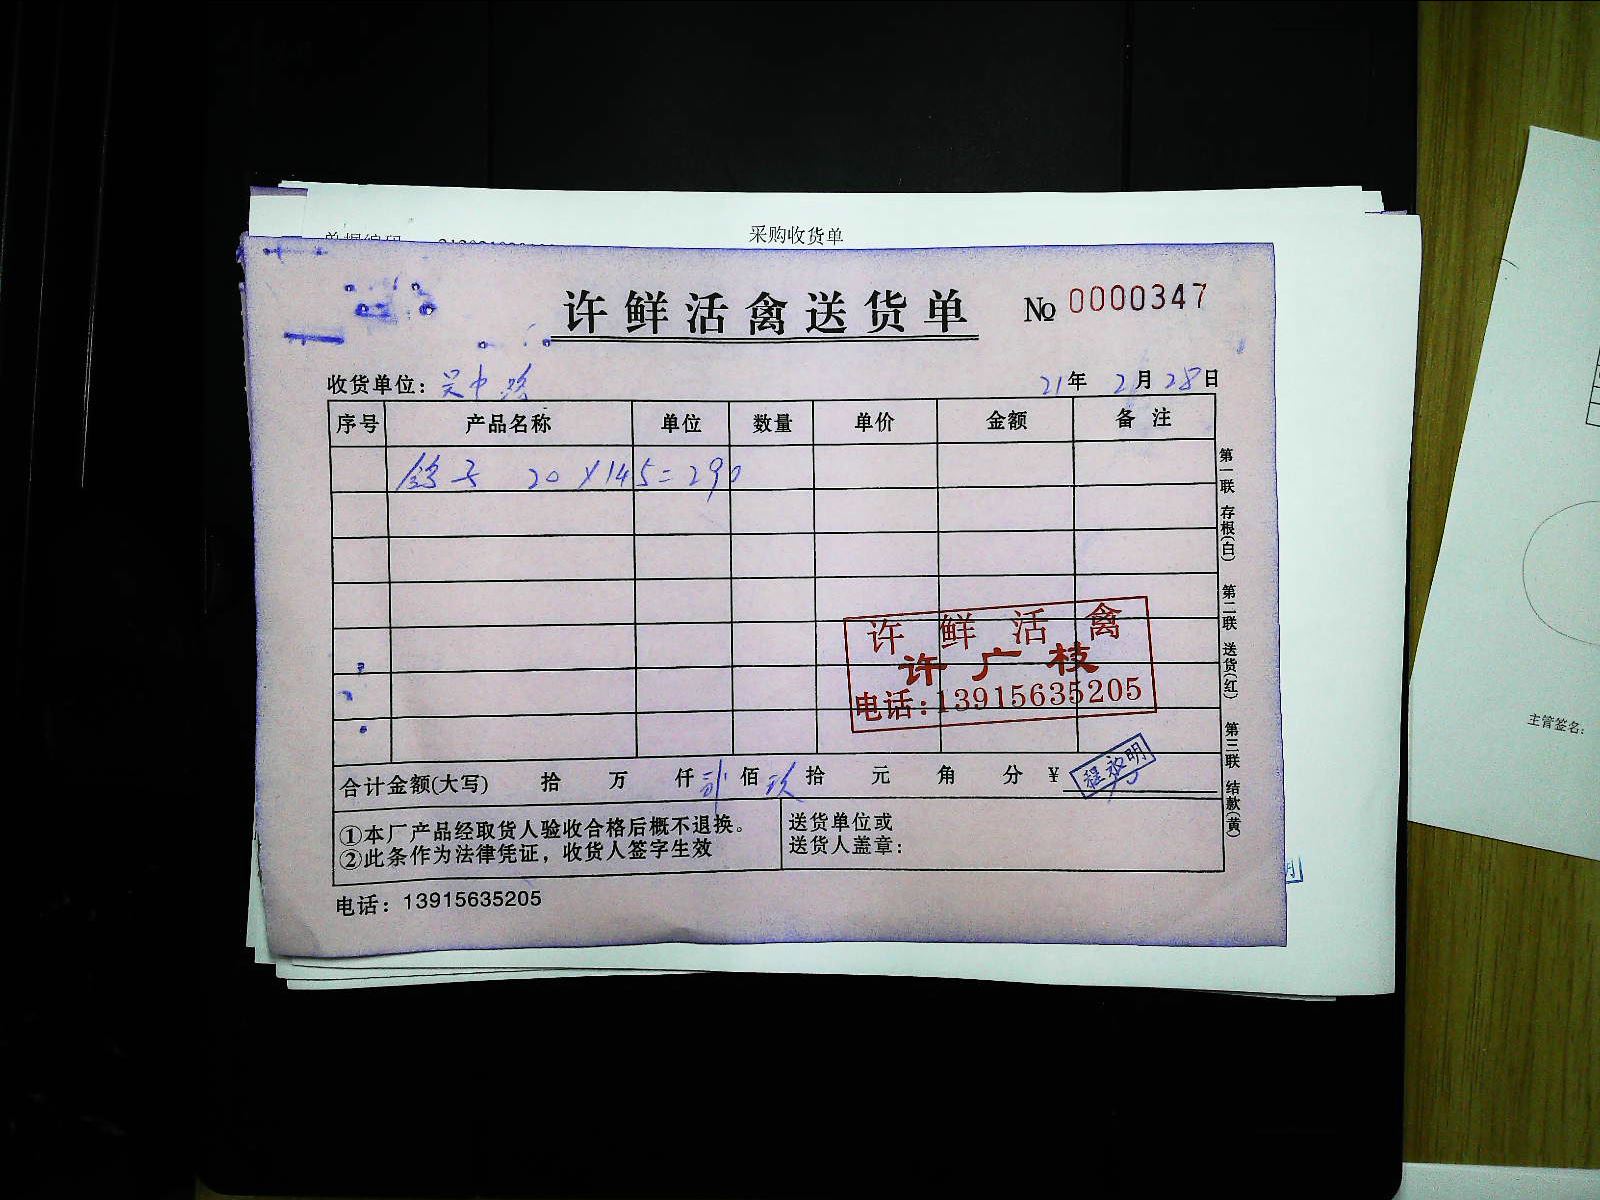 采购收货单
许鲜活禽送货单 № 0000347
收货单位：吴中路 21年 2月28日
序号 产品名称 单位 数量 单价 金额 备注
鸽子 20×145=290
第一联 存根(白) 第二联 送货(红) 第三联 结款(黄)
许鲜活禽
许广枝
电话：13915635205
合计金额(大写) 拾 万 仟 贰佰 玖拾 元 角 分 ¥
程永明
①本厂产品经取货人验收合格后概不退换。
②此条作为法律凭证，收货人签字生效
送货单位或
送货人盖章：
电话：13915635205
主管签名：